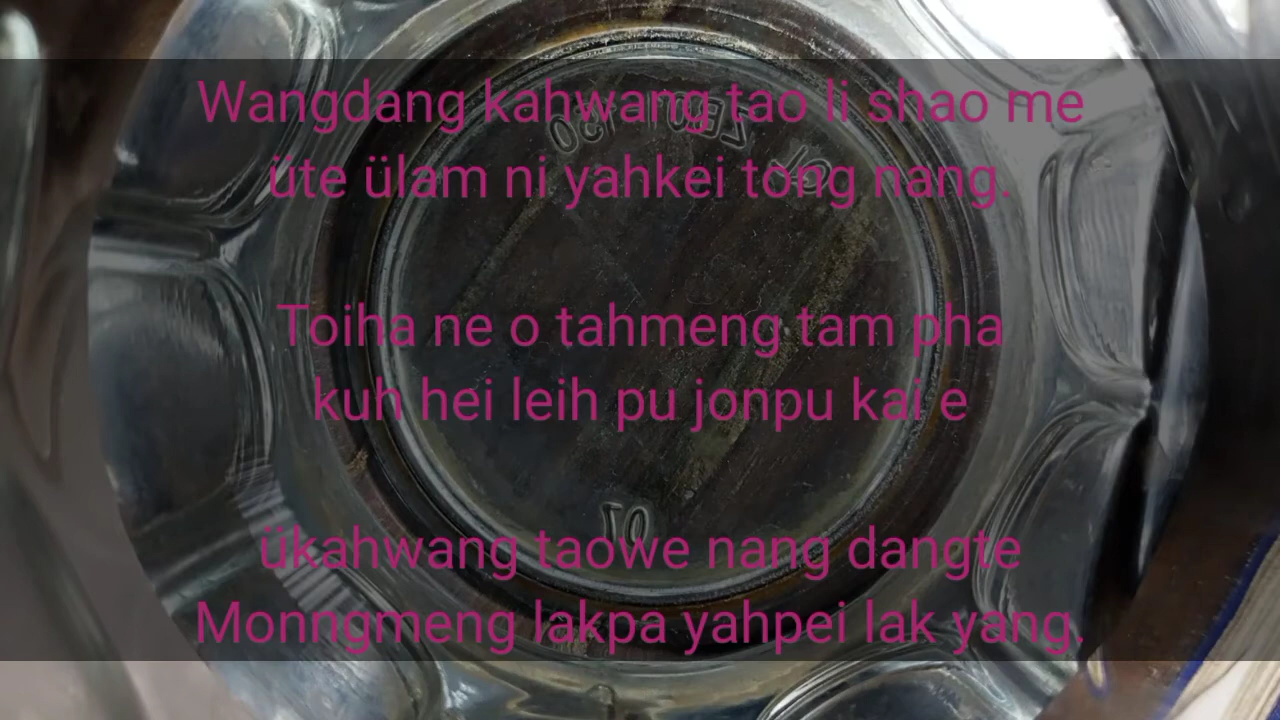 Wangdang kahwang tao li shao me
üte ülam ni yahkei tong nang.
Toiha ne o tahmeng tam pha
kuh hei leih pu jonpu kai e
ükahwang taowe nang dangte
Monngmeng lakpa yahpei lak yang.
07